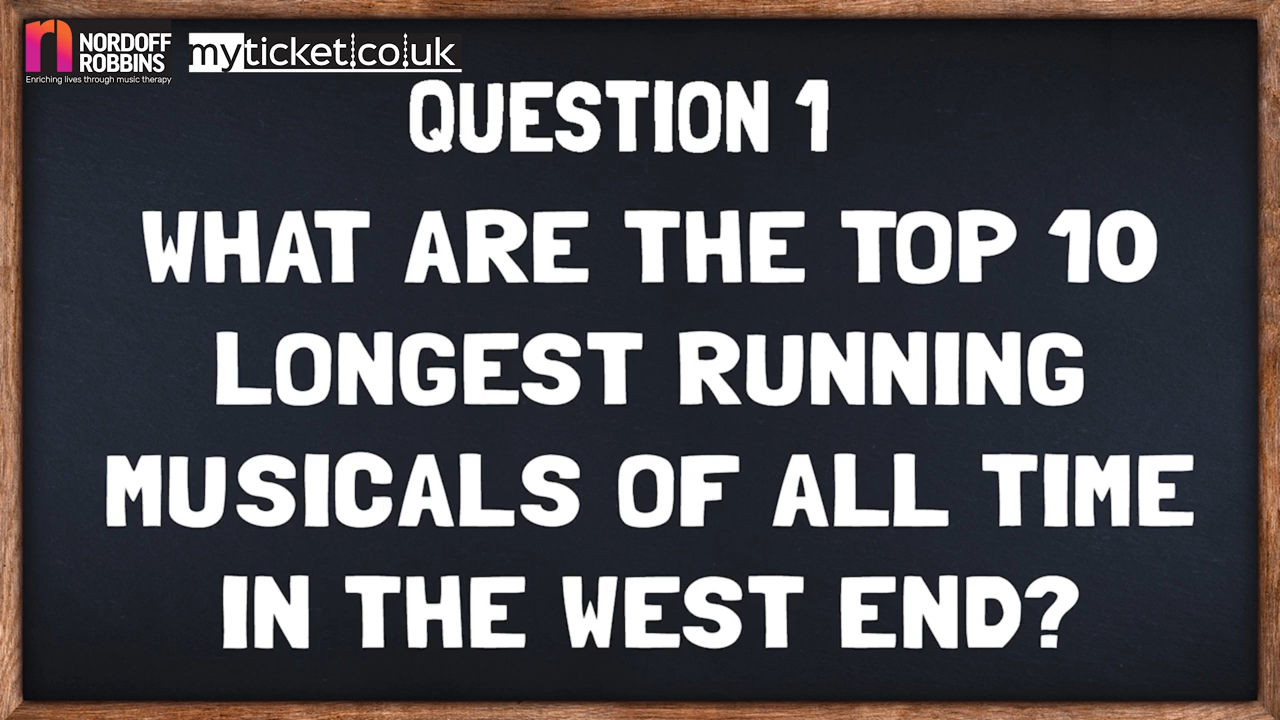 NORDOFF
ROBBINS
Enriching lives through music therapy
myticket.co.uk
QUESTION 1
WHAT ARE THE TOP 10
LONGEST RUNNING
MUSICALS OF ALL TIME
IN THE WEST END?